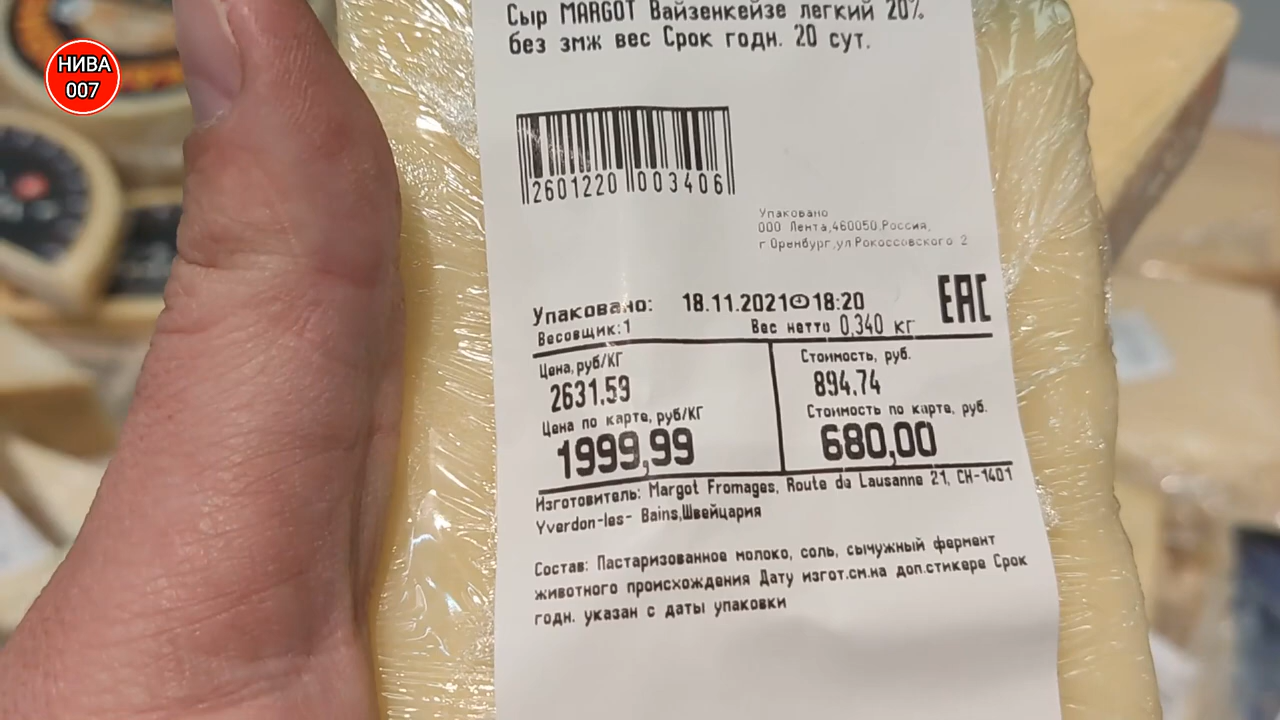 НИВА
007
Сыр MARGOT Вайзенкейзе легкий 20%
без змж вес Срок годн. 20 сут.
2601220 003406
Упаковано
ООО Лента,460050,Россия,
г Оренбург,ул Рокоссовского 2
Упаковано: 18.11.2021 18:20
EAC
Весовщик:1 Вес нетто 0,340 кг
Цена,руб/КГ
2631.59
Цена по карте, руб/КГ
1999,99
Стоимость, руб.
894.74
Стоимость по карте, руб.
680,00
Изготовитель: Margot Fromages, Route de Lausanne 21, CH-1401
Yverdon-les- Bains,Швейцария
Состав: Пастаризованное молоко, соль, сычужный фермент
животного происхождения Дату изгот.см.на доп.стикере Срок
годн. указан с даты упаковки